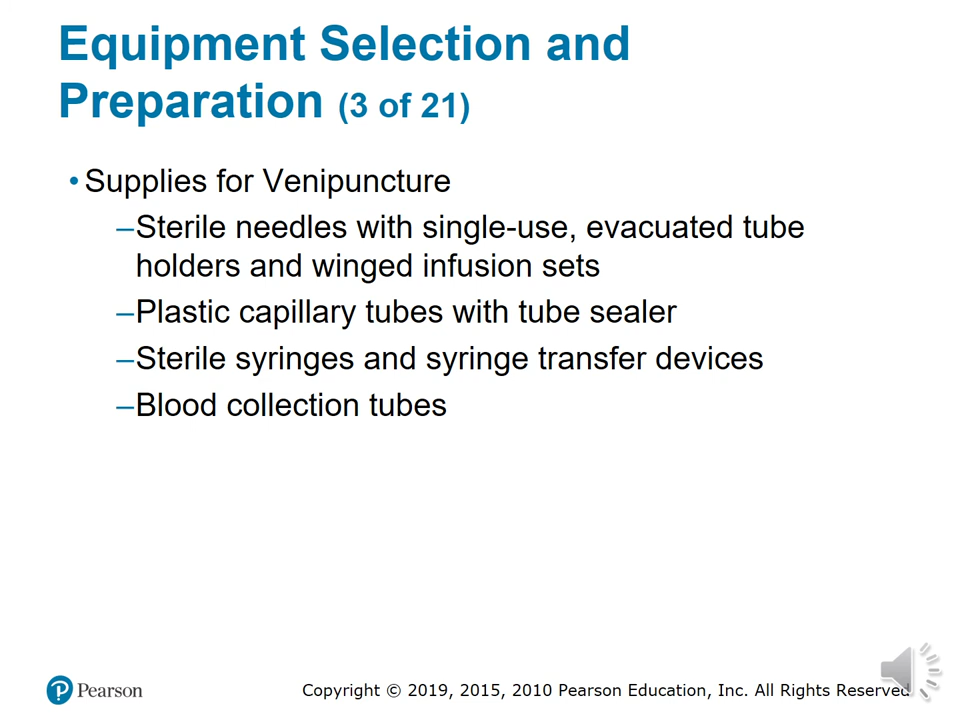 Equipment Selection and
Preparation (3 of 21)
• Supplies for Venipuncture
–Sterile needles with single-use, evacuated tube
holders and winged infusion sets
–Plastic capillary tubes with tube sealer
–Sterile syringes and syringe transfer devices
–Blood collection tubes
Pearson
Copyright © 2019, 2015, 2010 Pearson Education, Inc. All Rights Reserved